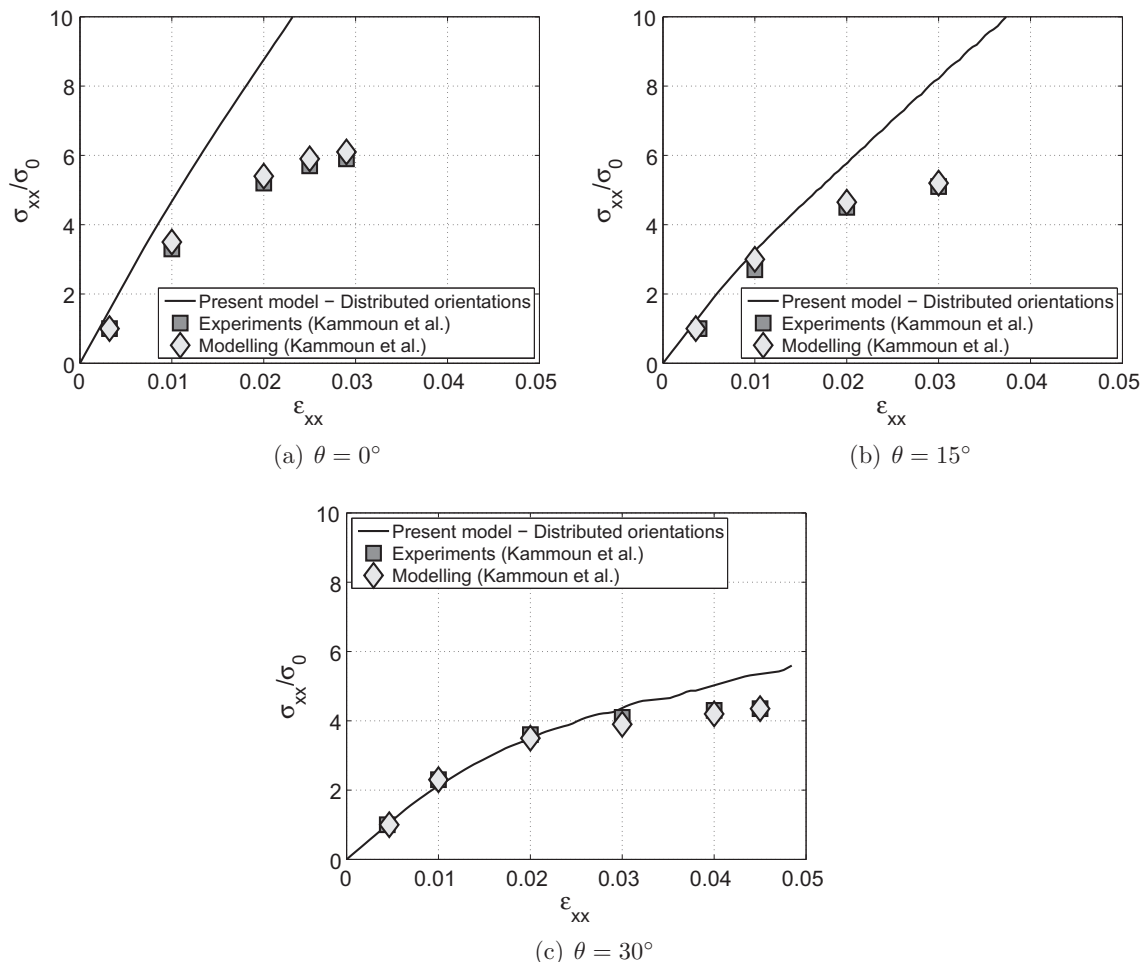 10
8
6
4
2
0
σxx/σ0
Present model − Distributed orientations
Experiments (Kammoun et al.)
Modelling (Kammoun et al.)
0 0.01 0.02 0.03 0.04 0.05
εxx
(a) θ = 0°
10
8
6
4
2
0
σxx/σ0
Present model − Distributed orientations
Experiments (Kammoun et al.)
Modelling (Kammoun et al.)
0 0.01 0.02 0.03 0.04 0.05
εxx
(b) θ = 15°
10
8
6
4
2
0
σxx/σ0
Present model − Distributed orientations
Experiments (Kammoun et al.)
Modelling (Kammoun et al.)
0 0.01 0.02 0.03 0.04 0.05
εxx
(c) θ = 30°